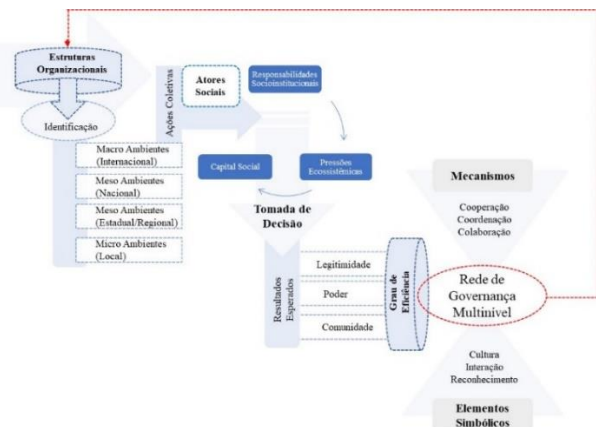 Estruturas
Organizacionais
Identificação
Macro Ambientes
(Internacional)
Meso Ambientes
(Nacional)
Meso Ambientes
(Estadual/Regional)
Micro Ambientes
(Local)
Ações Coletivas
Atores
Sociais
Responsabilidades
Socioinstitucionais
Capital Social
Pressões
Ecossistêmicas
Tomada de
Decisão
Resultados
Esperados
Legitimidade
Poder
Comunidade
Grau de
Eficiência
Mecanismos
Cooperação
Coordenação
Colaboração
Rede de
Governança
Multinível
Cultura
Interação
Reconhecimento
Elementos
Simbólicos